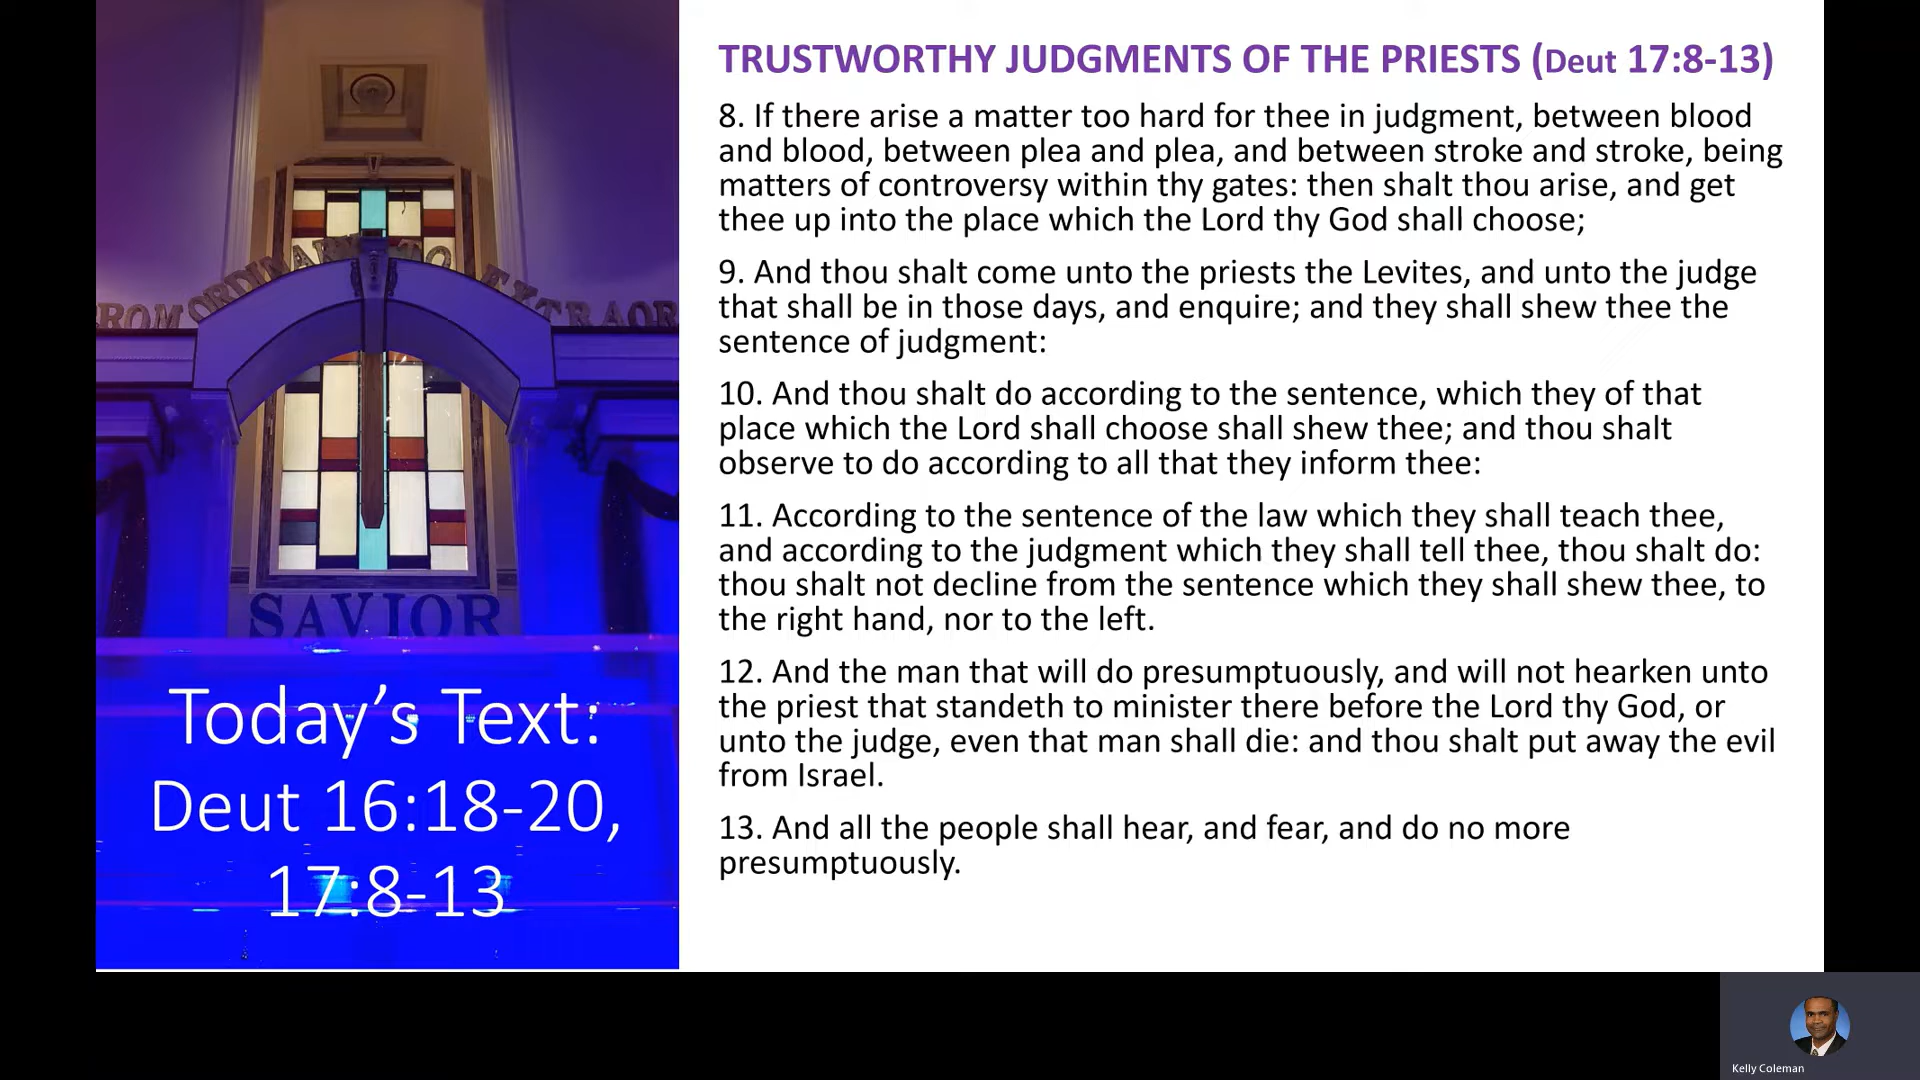 FROM ORDINARY TO EXTRAOR
SAVIOR
Today’s Text:
Deut 16:18-20,
17:8-13
TRUSTWORTHY JUDGMENTS OF THE PRIESTS (Deut 17:8-13)
8. If there arise a matter too hard for thee in judgment, between blood
and blood, between plea and plea, and between stroke and stroke, being
matters of controversy within thy gates: then shalt thou arise, and get
thee up into the place which the Lord thy God shall choose;
9. And thou shalt come unto the priests the Levites, and unto the judge
that shall be in those days, and enquire; and they shall shew thee the
sentence of judgment:
10. And thou shalt do according to the sentence, which they of that
place which the Lord shall choose shall shew thee; and thou shalt
observe to do according to all that they inform thee:
11. According to the sentence of the law which they shall teach thee,
and according to the judgment which they shall tell thee, thou shalt do:
thou shalt not decline from the sentence which they shall shew thee, to
the right hand, nor to the left.
12. And the man that will do presumptuously, and will not hearken unto
the priest that standeth to minister there before the Lord thy God, or
unto the judge, even that man shall die: and thou shalt put away the evil
from Israel.
13. And all the people shall hear, and fear, and do no more
presumptuously.
Kelly Coleman